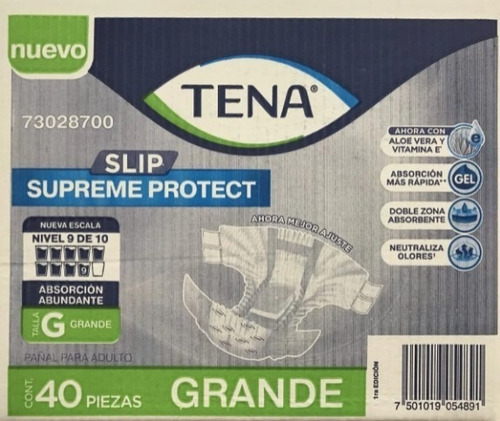 nuevo
TENA®
73028700
SLIP
SUPREME PROTECT
AHORA CON
ALOE VERA Y
VITAMINA E
e
ABSORCIÓN
MÁS RÁPIDA**
GEL
DOBLE ZONA
ABSORBENTE
NEUTRALIZA
OLORES¹
NUEVA ESCALA
NIVEL 9 DE 10
9
ABSORCIÓN
ABUNDANTE
TALLA G GRANDE
AHORA MEJOR AJUSTE
PAÑAL PARA ADULTO
CONT. 40 PIEZAS
GRANDE
1ra EDICIÓN
7 501019 054891